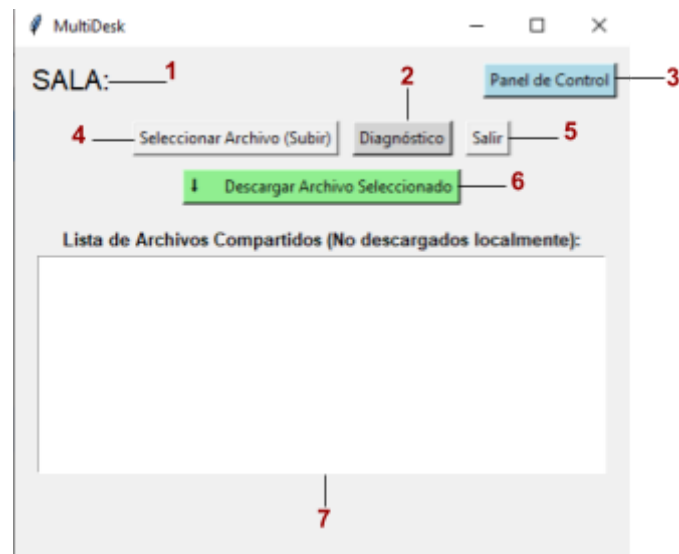 MultiDesk
SALA: 1
2
Panel de Control 3
4 Seleccionar Archivo (Subir) Diagnóstico Salir 5
⭳ Descargar Archivo Seleccionado 6
Lista de Archivos Compartidos (No descargados localmente):
7